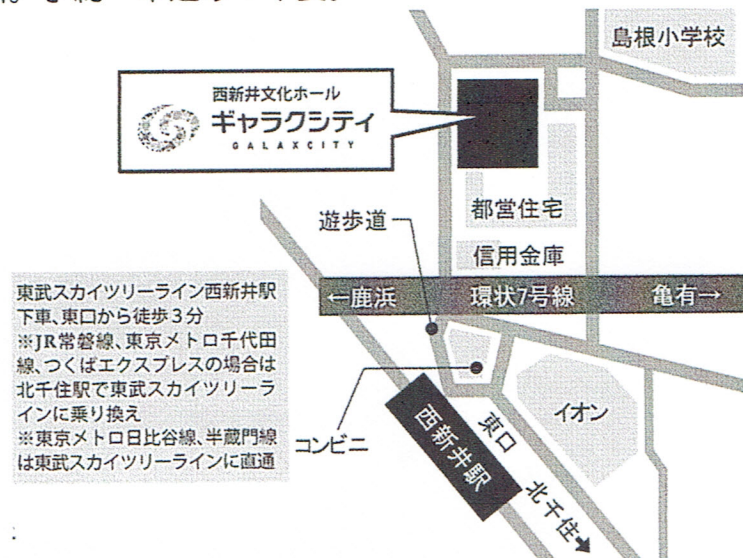 島根小学校
西新井文化ホール
ギャラクシティ
GALAXCITY
都営住宅
遊歩道
信用金庫
←鹿浜 環状7号線 亀有→
東武スカイツリーライン西新井駅
下車、東口から徒歩3分
※JR常磐線、東京メトロ千代田
線、つくばエクスプレスの場合は
北千住駅で東武スカイツリーラ
インに乗り換え
※東京メトロ日比谷線、半蔵門線
は東武スカイツリーラインに直通
コンビニ
西新井駅
東口
イオン
北千住